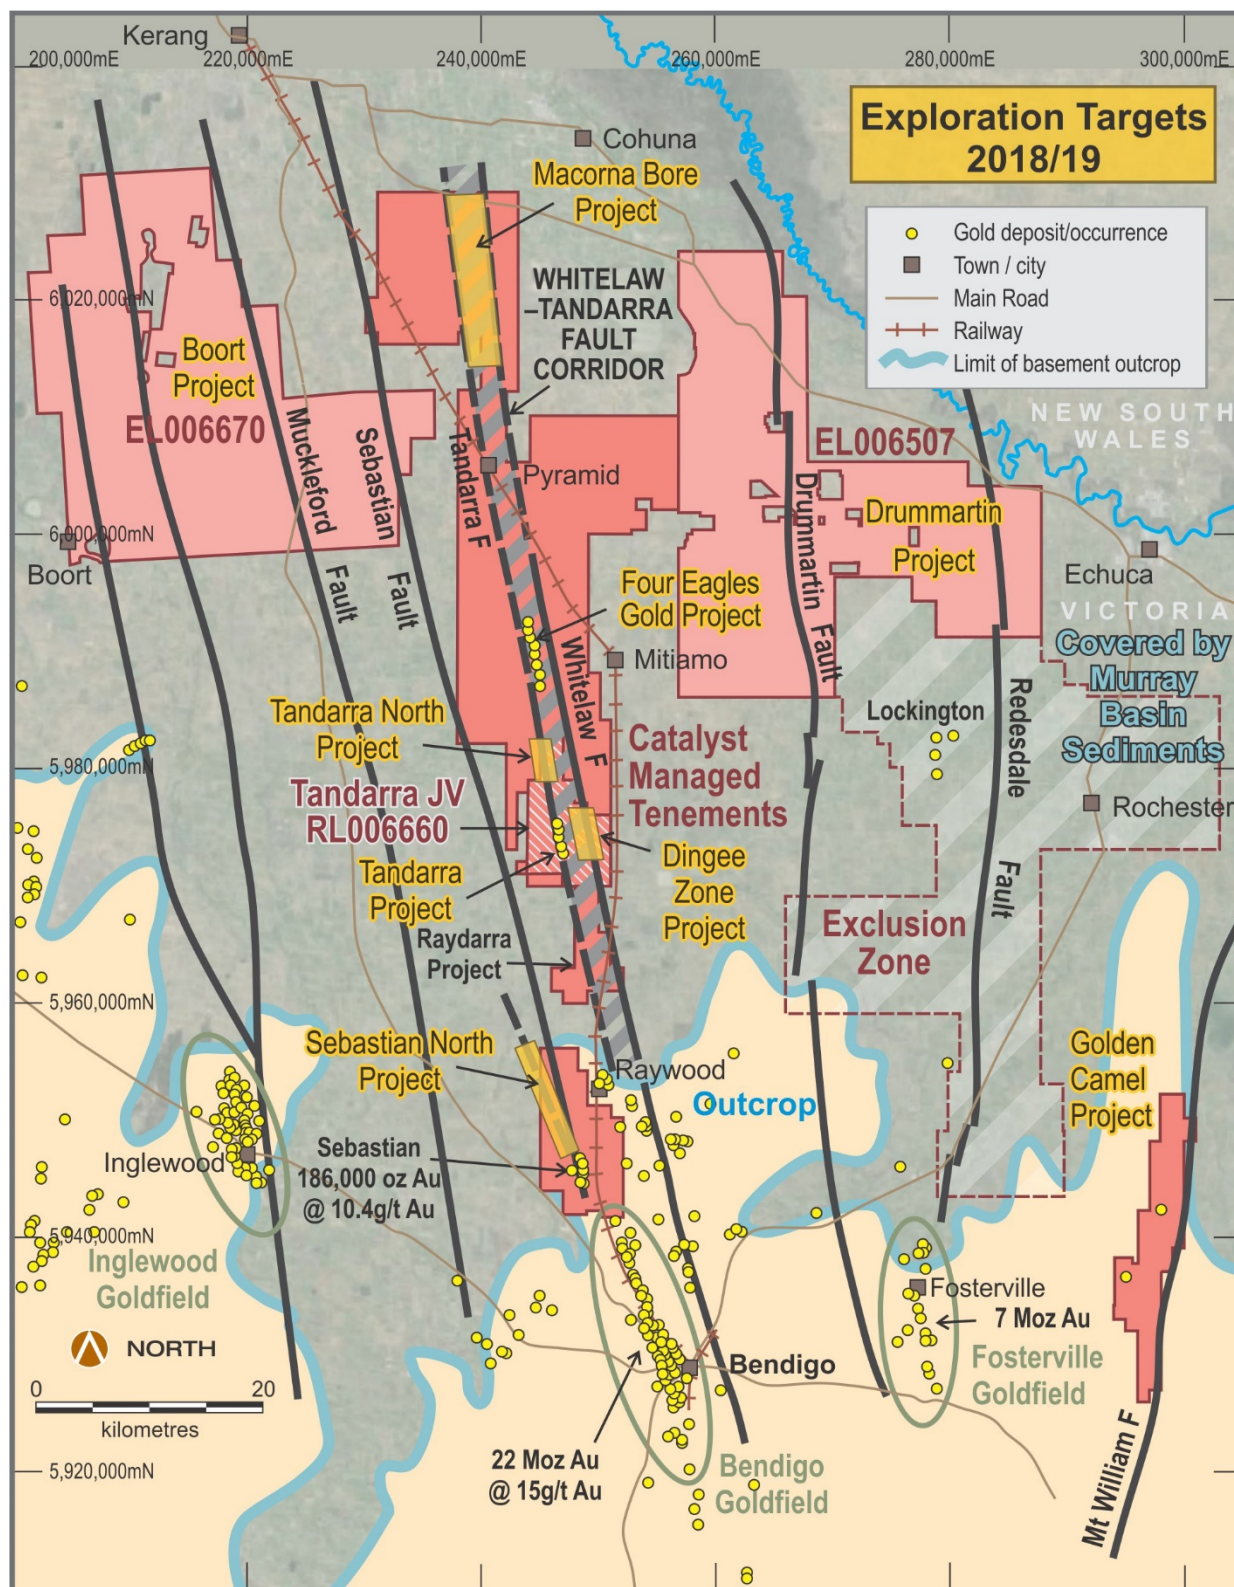 Kerang
200,000mE
220,000mE
240,000mE
260,000mE
280,000mE
300,000mE
Exploration Targets
2018/19
Gold deposit/occurrence
Town / city
Main Road
Railway
Limit of basement outcrop
Cohuna
Macorna Bore
Project
WHITELAW
–TANDARRA
FAULT
CORRIDOR
6,020,000mN
Boort
Project
EL006670
Muckleford
Fault
Sebastian
Fault
Tandarra F
Pyramid
NEW SOUTH
WALES
EL006507
Drummartin
Fault
Drummartin
Project
6,000,000mN
Boort
Echuca
VICTORIA
Four Eagles
Gold Project
Whitelaw F
Mitiamo
Covered by
Murray
Basin
Sediments
Redesdale
Fault
Lockington
Tandarra North
Project
Catalyst
Managed
Tenements
5,980,000mN
Tandarra JV
RL006660
Rochester
Tandarra
Project
Dingee
Zone
Project
Raydarra
Project
Exclusion
Zone
5,960,000mN
Sebastian North
Project
Raywood
Outcrop
Golden
Camel
Project
Inglewood
Sebastian
186,000 oz Au
@ 10.4g/t Au
5,940,000mN
Inglewood
Goldfield
Fosterville
7 Moz Au
Fosterville
Goldfield
NORTH
0
20
kilometres
Bendigo
22 Moz Au
@ 15g/t Au
Bendigo
Goldfield
5,920,000mN
Mt William F